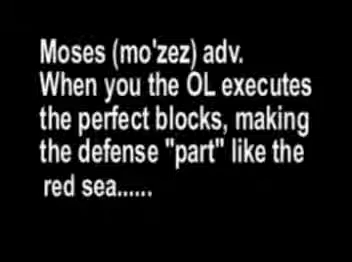 Moses (mo'zez) adv.
When you the OL executes
the perfect blocks, making
the defense "part" like the
red sea......